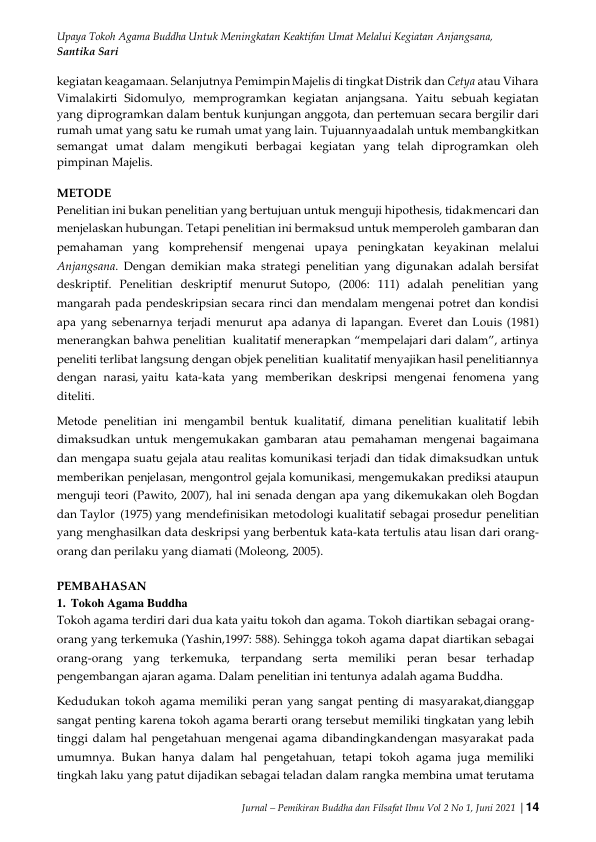 Upaya Tokoh Agama Buddha Untuk Meningkatan Keaktifan Umat Melalui Kegiatan Anjangsana,
Santika Sari
kegiatan keagamaan. Selanjutnya Pemimpin Majelis di tingkat Distrik dan Cetya atau Vihara
Vimalakirti Sidomulyo, memprogramkan kegiatan anjangsana. Yaitu sebuah kegiatan
yang diprogramkan dalam bentuk kunjungan anggota, dan pertemuan secara bergilir dari
rumah umat yang satu ke rumah umat yang lain. Tujuannyaadalah untuk membangkitkan
semangat umat dalam mengikuti berbagai kegiatan yang telah diprogramkan oleh
pimpinan Majelis.
METODE
Penelitian ini bukan penelitian yang bertujuan untuk menguji hipothesis, tidakmencari dan
menjelaskan hubungan. Tetapi penelitian ini bermaksud untuk memperoleh gambaran dan
pemahaman yang komprehensif mengenai upaya peningkatan keyakinan melalui
Anjangsana. Dengan demikian maka strategi penelitian yang digunakan adalah bersifat
deskriptif. Penelitian deskriptif menurut Sutopo, (2006: 111) adalah penelitian yang
mangarah pada pendeskripsian secara rinci dan mendalam mengenai potret dan kondisi
apa yang sebenarnya terjadi menurut apa adanya di lapangan. Everet dan Louis (1981)
menerangkan bahwa penelitian kualitatif menerapkan “mempelajari dari dalam”, artinya
peneliti terlibat langsung dengan objek penelitian kualitatif menyajikan hasil penelitiannya
dengan narasi, yaitu kata-kata yang memberikan deskripsi mengenai fenomena yang
diteliti.
Metode penelitian ini mengambil bentuk kualitatif, dimana penelitian kualitatif lebih
dimaksudkan untuk mengemukakan gambaran atau pemahaman mengenai bagaimana
dan mengapa suatu gejala atau realitas komunikasi terjadi dan tidak dimaksudkan untuk
memberikan penjelasan, mengontrol gejala komunikasi, mengemukakan prediksi ataupun
menguji teori (Pawito, 2007), hal ini senada dengan apa yang dikemukakan oleh Bogdan
dan Taylor (1975) yang mendefinisikan metodologi kualitatif sebagai prosedur penelitian
yang menghasilkan data deskripsi yang berbentuk kata-kata tertulis atau lisan dari orang-
orang dan perilaku yang diamati (Moleong, 2005).
PEMBAHASAN
1. Tokoh Agama Buddha
Tokoh agama terdiri dari dua kata yaitu tokoh dan agama. Tokoh diartikan sebagai orang-
orang yang terkemuka (Yashin,1997: 588). Sehingga tokoh agama dapat diartikan sebagai
orang-orang yang terkemuka, terpandang serta memiliki peran besar terhadap
pengembangan ajaran agama. Dalam penelitian ini tentunya adalah agama Buddha.
Kedudukan tokoh agama memiliki peran yang sangat penting di masyarakat,dianggap
sangat penting karena tokoh agama berarti orang tersebut memiliki tingkatan yang lebih
tinggi dalam hal pengetahuan mengenai agama dibandingkandengan masyarakat pada
umumnya. Bukan hanya dalam hal pengetahuan, tetapi tokoh agama juga memiliki
tingkah laku yang patut dijadikan sebagai teladan dalam rangka membina umat terutama
Jurnal – Pemikiran Buddha dan Filsafat Ilmu Vol 2 No 1, Juni 2021 | 14